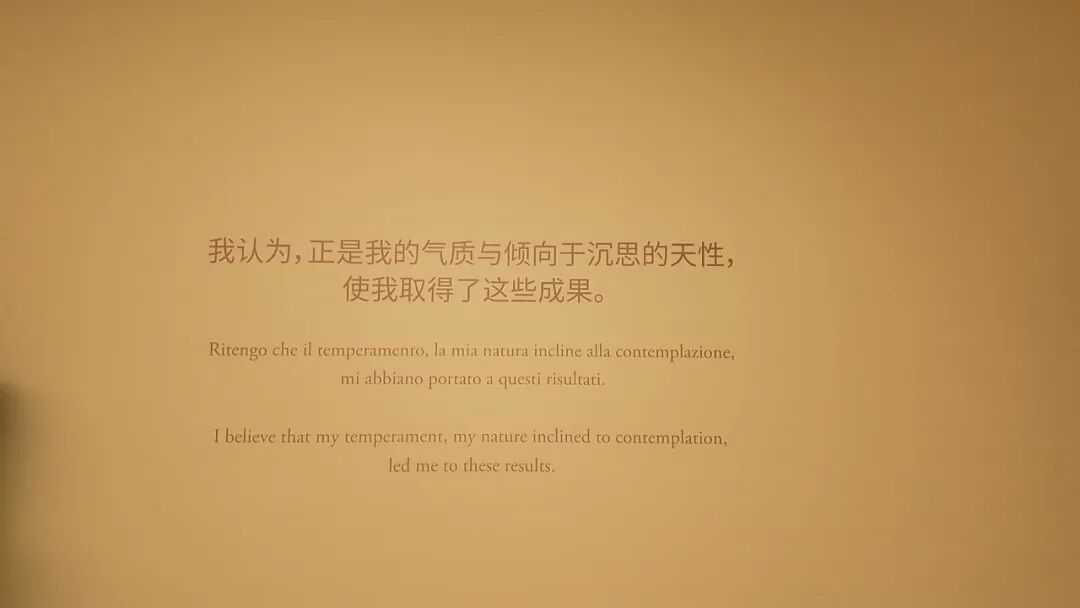 我认为，正是我的气质与倾向于沉思的天性，
使我取得了这些成果。
Ritengo che il temperamento, la mia natura incline alla contemplazione,
mi abbiano portato a questi risultati.
I believe that my temperament, my nature inclined to contemplation,
led me to these results.